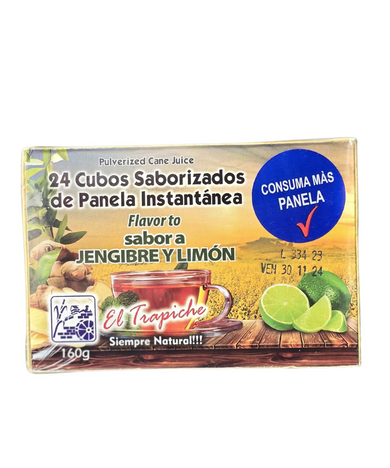 Pulverized Cane Juice
24 Cubos Saborizados
de Panela Instantánea
Flavor to
sabor a
JENGIBRE Y LIMÓN
CONSUMA MÀS
PANELA
L 334 23
VEN 30 11 24
El Trapiche
Siempre Natural!!!
160g